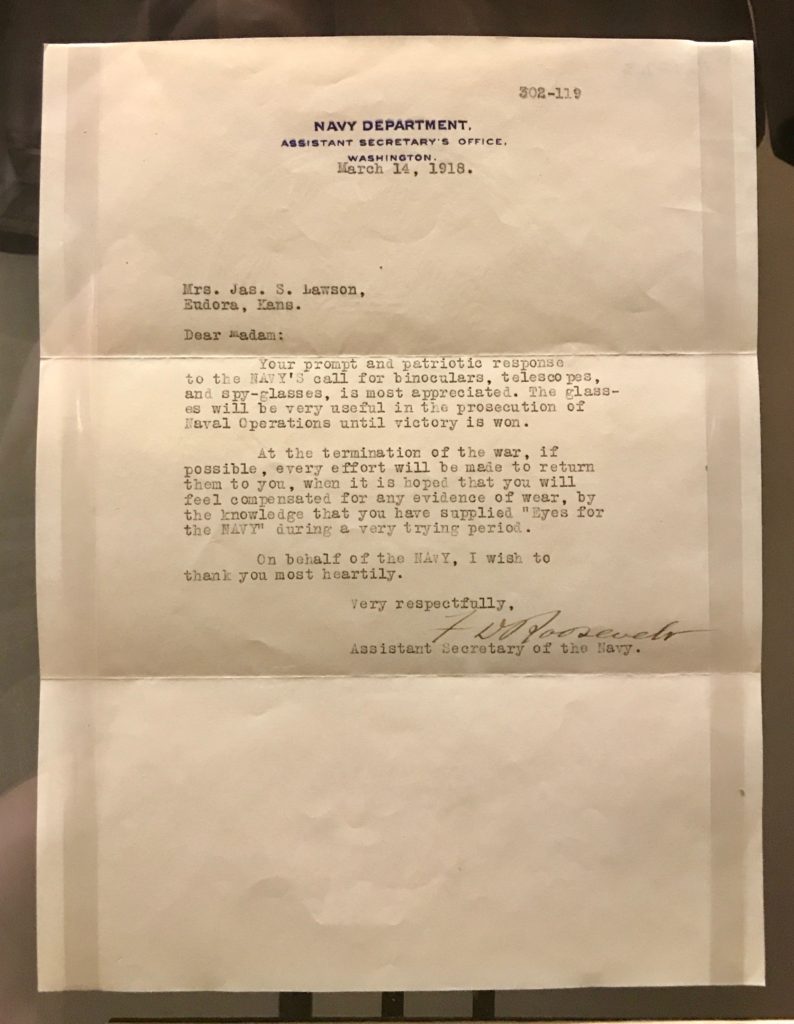 302-119
NAVY DEPARTMENT,
ASSISTANT SECRETARY'S OFFICE,
WASHINGTON.
March 14, 1918.
Mrs. Jas. S. Lawson,
Eudora, Kans.
Dear Madam:
Your prompt and patriotic response
to the NAVY'S call for binoculars, telescopes,
and spy-glasses, is most appreciated. The glass-
es will be very useful in the prosecution of
Naval Operations until victory is won.
At the termination of the war, if
possible, every effort will be made to return
them to you, when it is hoped that you will
feel compensated for any evidence of wear, by
the knowledge that you have supplied "Eyes for
the NAVY" during a very trying period.
On behalf of the NAVY, I wish to
thank you most heartily.
Very respectfully,
F D Roosevelt
Assistant Secretary of the Navy.